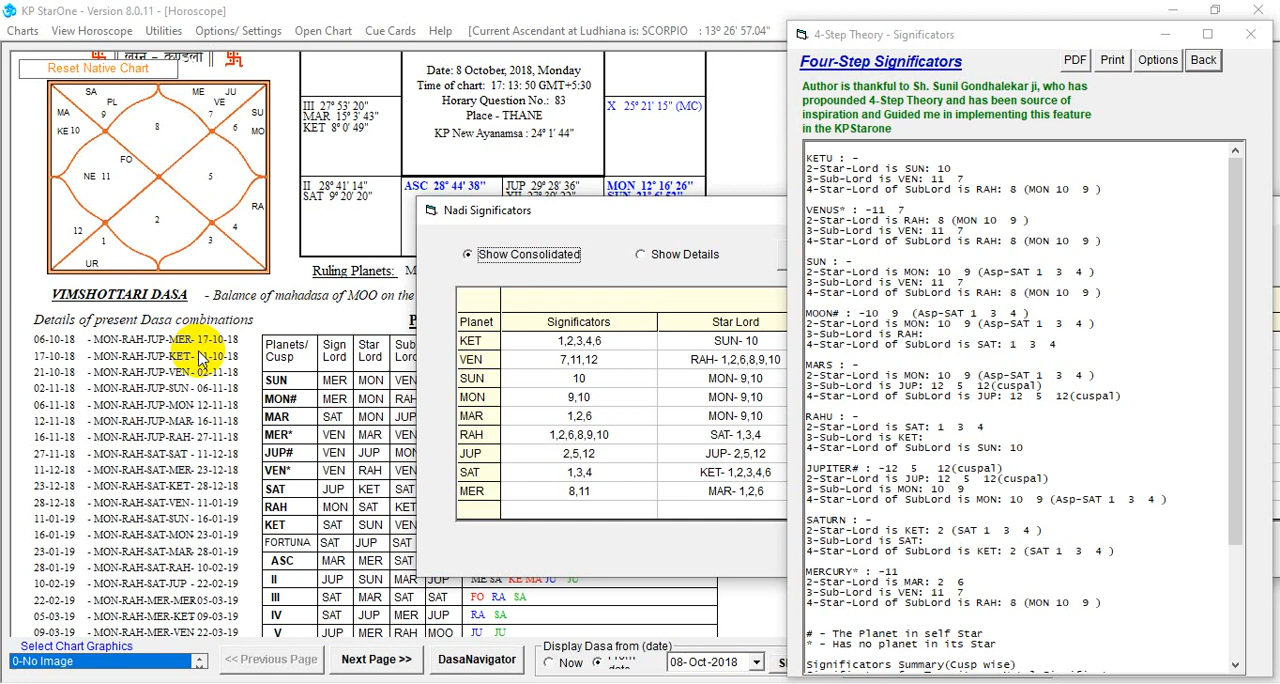 KP StarOne - Version 8.0.11 - [Horoscope]
Charts View Horoscope Utilities Options/ Settings Open Chart Cue Cards Help [Current Ascendant at Ludhiana is: SCORPIO : 13° 26' 57.04"
Reset Native Chart
SA
PL
9
ME JU
VE
7
MA
KE 10
8
SU
6
MO
FO
NE 11
5
RA
12
2
4
1
3
UR
III 27° 53' 20"
MAR 15° 3' 43"
KET 8° 0' 49"
Date: 8 October, 2018, Monday
Time of chart: 17: 13: 50 GMT+5:30
Horary Question No.: 83
Place - THANE
KP New Ayanamsa : 24° 1' 44"
X 25° 21' 15" (MC)
II 28° 41' 14"
SAT 9° 20' 20"
ASC 28° 44' 38"
JUP 29° 28' 36"
MON 12° 16' 26"
Ruling Planets: M
VIMSHOTTARI DASA - Balance of mahadasa of MOO on the
Details of present Dasa combinations
06-10-18 - MON-RAH-JUP-MER- 17-10-18
17-10-18 - MON-RAH-JUP-KET- -10-18
21-10-18 - MON-RAH-JUP-VEN- 02-11-18
02-11-18 - MON-RAH-JUP-SUN - 06-11-18
06-11-18 - MON-RAH-JUP-MON 12-11-18
12-11-18 - MON-RAH-JUP-MAR 16-11-18
16-11-18 - MON-RAH-JUP-RAH- 27-11-18
27-11-18 - MON-RAH-SAT-SAT - 11-12-18
11-12-18 - MON-RAH-SAT-MER- 23-12-18
23-12-18 - MON-RAH-SAT-KET - 28-12-18
28-12-18 - MON-RAH-SAT-VEN- 11-01-19
11-01-19 - MON-RAH-SAT-SUN - 16-01-19
16-01-19 - MON-RAH-SAT-MON 23-01-19
23-01-19 - MON-RAH-SAT-MAR- 28-01-19
28-01-19 - MON-RAH-SAT-RAH- 10-02-19
10-02-19 - MON-RAH-SAT-JUP - 22-02-19
22-02-19 - MON-RAH-MER-MER05-03-19
05-03-19 - MON-RAH-MER-KET09-03-19
09-03-19 - MON-RAH-MER-VEN 22-03-19
Planets/ Cusp Sign Lord Star Lord Sub Lord
SUN MER MON VEN
MON# MER MON RAH
MAR SAT MON JUP
MER* VEN MAR VEN
JUP# VEN JUP MON
VEN* VEN RAH VEN
SAT JUP KET SAT
RAH MON SAT KET
KET SAT SUN VEN
FORTUNA SAT JUP SAT
ASC MAR MER SAT
II JUP SUN MAR JUP ME SA KE MA JU JU
III SAT MAR SAT SAT FO RA SA
IV SAT JUP MER JUP RA SA
V JUP MER RAH MOO JU JU
Select Chart Graphics
0-No Image
<< Previous Page
Next Page >>
DasaNavigator
Display Dasa from (date)
Now
08-Oct-2018
Nadi Significators
Show Consolidated Show Details
Planet Significators Star Lord
KET 1,2,3,4,6 SUN- 10
VEN 7,11,12 RAH- 1,2,6,8,9,10
SUN 10 MON- 9,10
MON 9,10 MON- 9,10
MAR 1,2,6 MON- 9,10
RAH 1,2,6,8,9,10 SAT- 1,3,4
JUP 2,5,12 JUP- 2,5,12
SAT 1,3,4 KET- 1,2,3,4,6
MER 8,11 MAR- 1,2,6
4-Step Theory - Significators
Four-Step Significators PDF Print Options Back
Author is thankful to Sh. Sunil Gondhalekar ji, who has
propounded 4-Step Theory and has been source of
inspiration and Guided me in implementing this feature
in the KPStarone
KETU : -
2-Star-Lord is SUN: 10
3-Sub-Lord is VEN: 11 7
4-Star-Lord of SubLord is RAH: 8 (MON 10 9 )
VENUS* : -11 7
2-Star-Lord is RAH: 8 (MON 10 9 )
3-Sub-Lord is VEN: 11 7
4-Star-Lord of SubLord is RAH: 8 (MON 10 9 )
SUN : -
2-Star-Lord is MON: 10 9 (Asp-SAT 1 3 4 )
3-Sub-Lord is VEN: 11 7
4-Star-Lord of SubLord is RAH: 8 (MON 10 9 )
MOON# : -10 9 (Asp-SAT 1 3 4 )
2-Star-Lord is MON: 10 9 (Asp-SAT 1 3 4 )
3-Sub-Lord is RAH:
4-Star-Lord of SubLord is SAT: 1 3 4
MARS : -
2-Star-Lord is MON: 10 9 (Asp-SAT 1 3 4 )
3-Sub-Lord is JUP: 12 5 12(cuspal)
4-Star-Lord of SubLord is JUP: 12 5 12(cuspal)
RAHU : -
2-Star-Lord is SAT: 1 3 4
3-Sub-Lord is KET:
4-Star-Lord of SubLord is SUN: 10
JUPITER# : -12 5 12(cuspal)
2-Star-Lord is JUP: 12 5 12(cuspal)
3-Sub-Lord is MON: 10 9
4-Star-Lord of SubLord is MON: 10 9 (Asp-SAT 1 3 4 )
SATURN : -
2-Star-Lord is KET: 2 (SAT 1 3 4 )
3-Sub-Lord is SAT:
4-Star-Lord of SubLord is KET: 2 (SAT 1 3 4 )
MERCURY* : -11
2-Star-Lord is MAR: 2 6
3-Sub-Lord is VEN: 11 7
4-Star-Lord of SubLord is RAH: 8 (MON 10 9 )
# - The Planet in self Star
* - Has no planet in its Star
Significators Summary(Cusp wise)